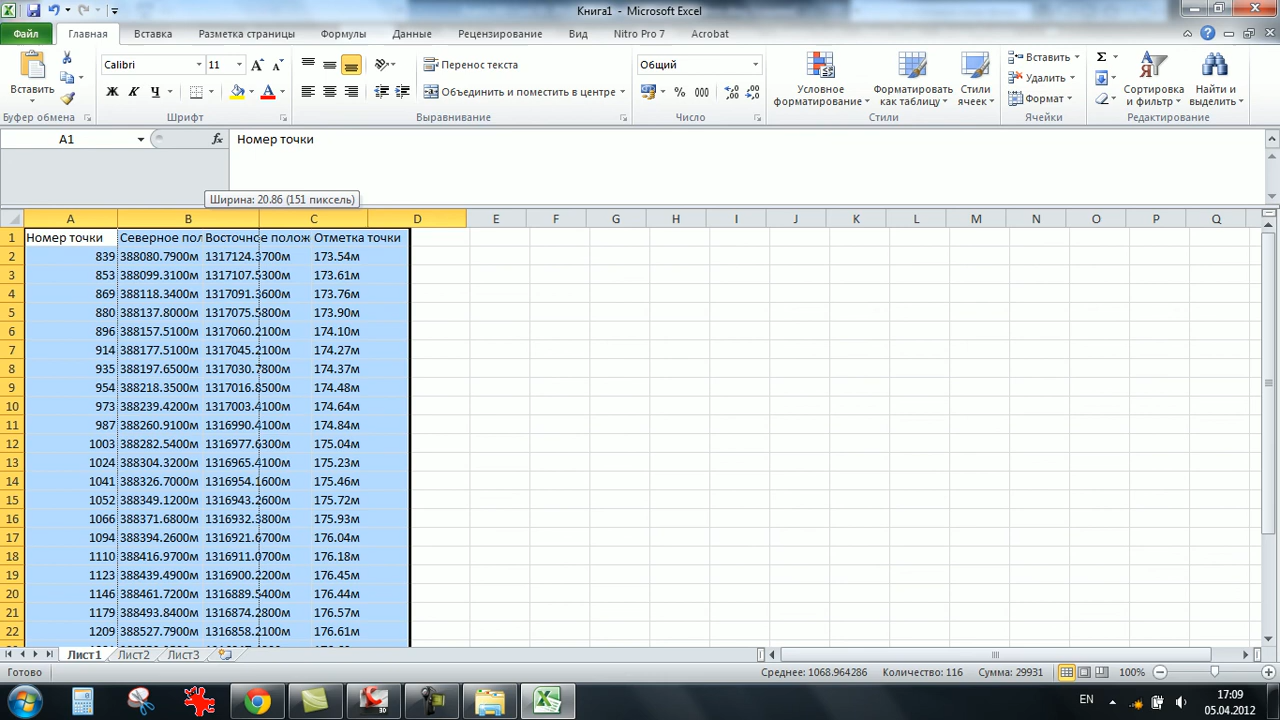 Книга1 - Microsoft Excel
Файл Главная Вставка Разметка страницы Формулы Данные Рецензирование Вид Nitro Pro 7 Acrobat
Вставить
Calibri 11
Ж К Ч
Перенос текста
Объединить и поместить в центре
Общий
% 000
Условное форматирование
Форматировать как таблицу
Стили ячеек
Вставить
Удалить
Формат
Сортировка и фильтр
Найти и выделить
Буфер обмена Шрифт Выравнивание Число Стили Ячейки Редактирование
A1 fx Номер точки
Ширина: 20.86 (151 пиксель)
A B C D E F G H I J K L M N O P Q
1 Номер точки Северное пол Восточное полож Отметка точки
2 839 388080.7900м 1317124.3700м 173.54м
3 853 388099.3100м 1317107.5300м 173.61м
4 869 388118.3400м 1317091.3600м 173.76м
5 880 388137.8000м 1317075.5800м 173.90м
6 896 388157.5100м 1317060.2100м 174.10м
7 914 388177.5100м 1317045.2100м 174.27м
8 935 388197.6500м 1317030.7800м 174.37м
9 954 388218.3500м 1317016.8500м 174.48м
10 973 388239.4200м 1317003.4100м 174.64м
11 987 388260.9100м 1316990.4100м 174.84м
12 1003 388282.5400м 1316977.6300м 175.04м
13 1024 388304.3200м 1316965.4100м 175.23м
14 1041 388326.7000м 1316954.1600м 175.46м
15 1052 388349.1200м 1316943.2600м 175.72м
16 1066 388371.6800м 1316932.3800м 175.93м
17 1094 388394.2600м 1316921.6700м 176.04м
18 1110 388416.9700м 1316911.0700м 176.18м
19 1123 388439.4900м 1316900.2200м 176.45м
20 1146 388461.7200м 1316889.5400м 176.44м
21 1179 388493.8400м 1316874.2800м 176.57м
22 1209 388527.7900м 1316858.2100м 176.61м
Лист1 Лист2 Лист3
Готово Среднее: 1068.964286 Количество: 116 Сумма: 29931 100%
EN 17:09
05.04.2012